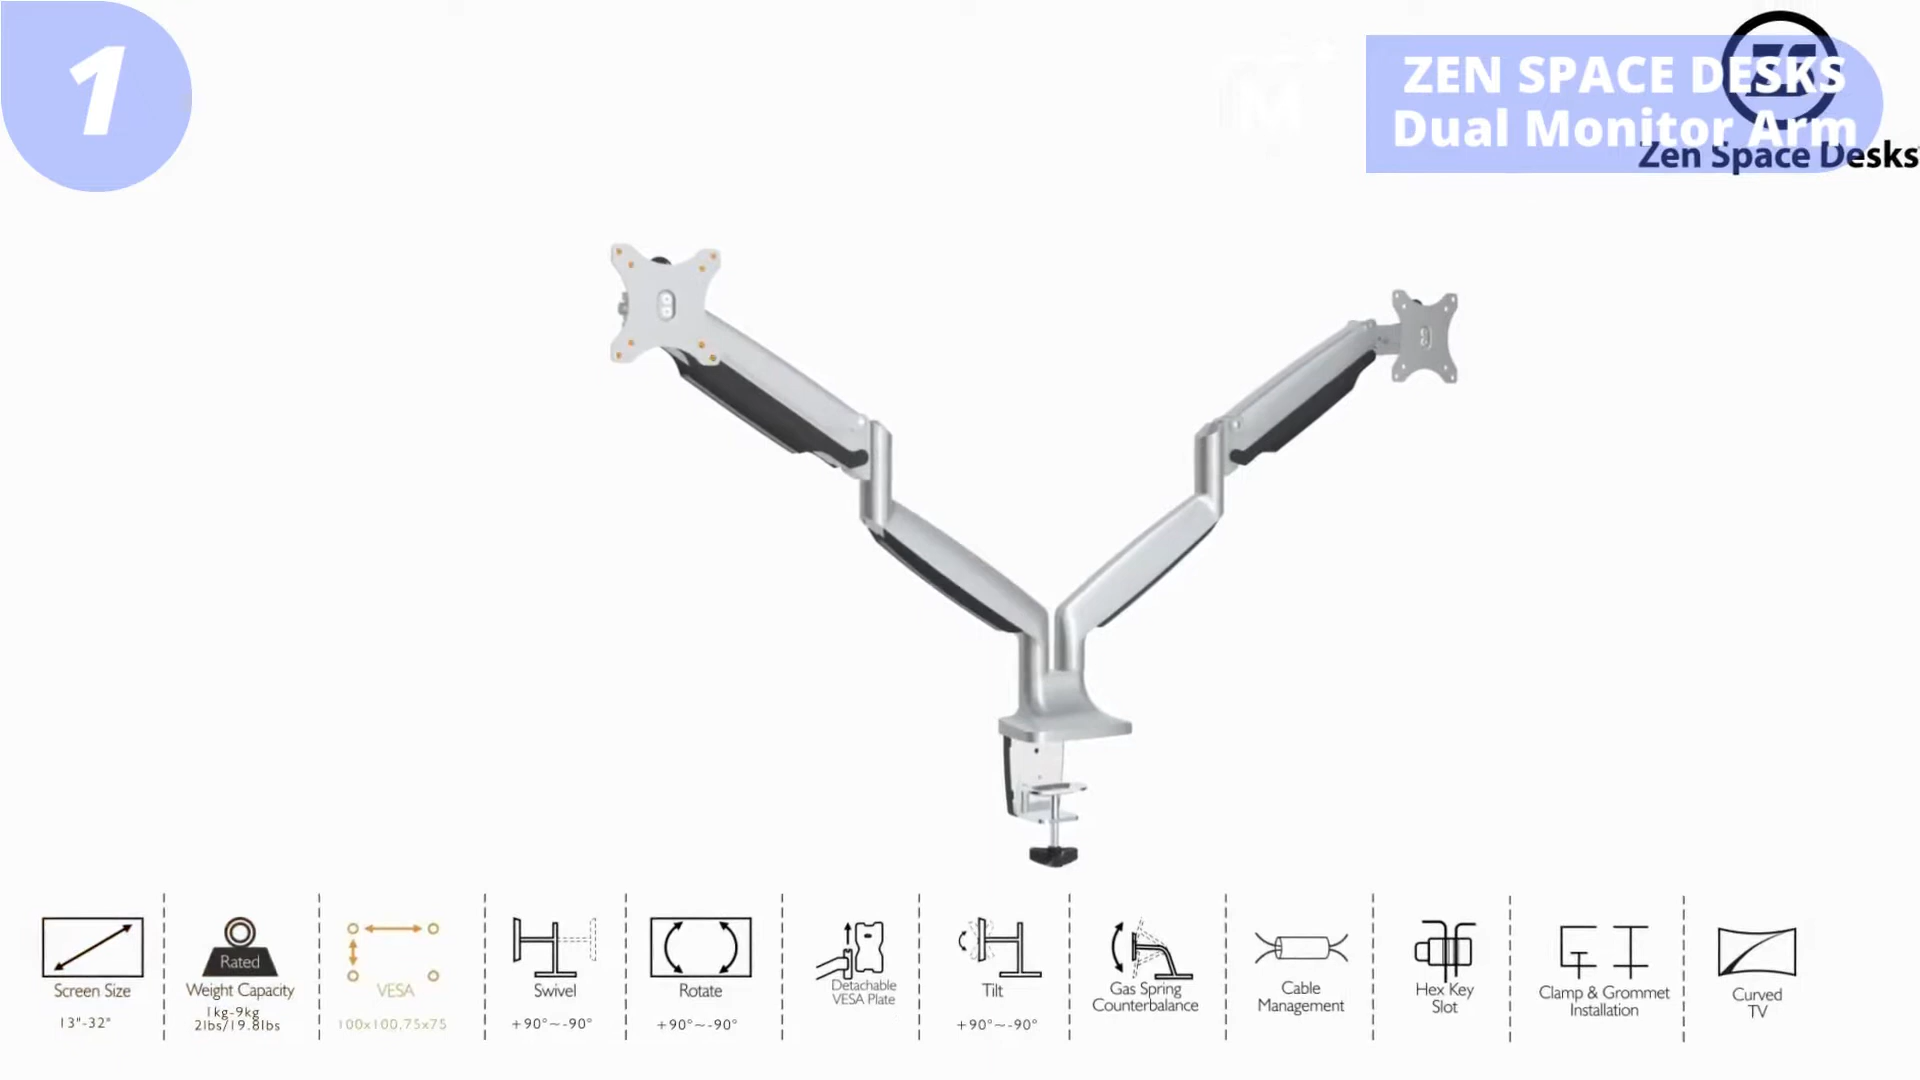 1
ZEN SPACE DESKS
Dual Monitor Arm
Zen Space Desks
Screen Size
13"-32"
Rated
Weight Capacity
1kg-9kg
2lbs/19.8lbs
VESA
100x100,75x75
Swivel
+90°~-90°
Rotate
+90°~-90°
Detachable
VESA Plate
Tilt
+90°~-90°
Gas Spring
Counterbalance
Cable
Management
Hex Key
Slot
Clamp & Grommet
Installation
Curved
TV